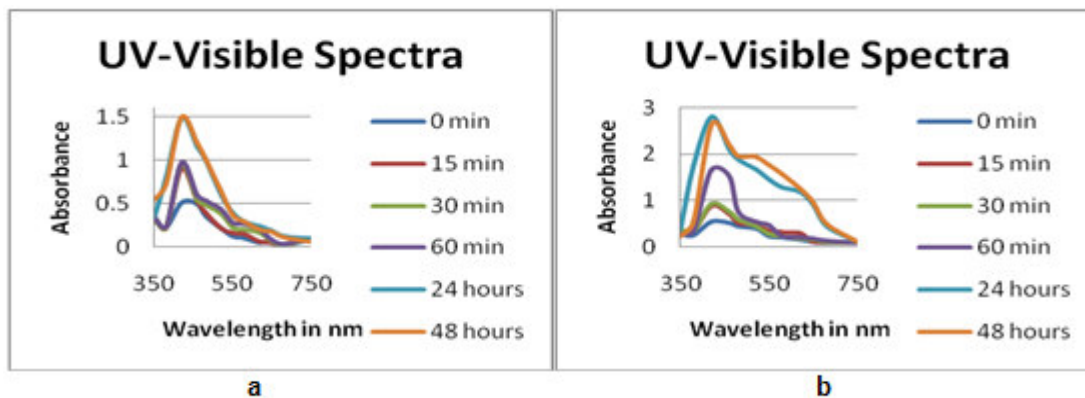 UV-Visible Spectra
Absorbance
1.5
1
0.5
0
350 550 750
Wavelength in nm
0 min
15 min
30 min
60 min
24 hours
48 hours
a
UV-Visible Spectra
Absorbance
3
2
1
0
350 550 750
Wavelength in nm
0 min
15 min
30 min
60 min
24 hours
48 hours
b